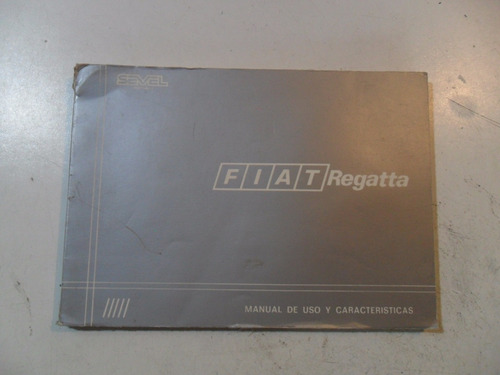 SEVEL
FIAT Regatta
MANUAL DE USO Y CARACTERISTICAS